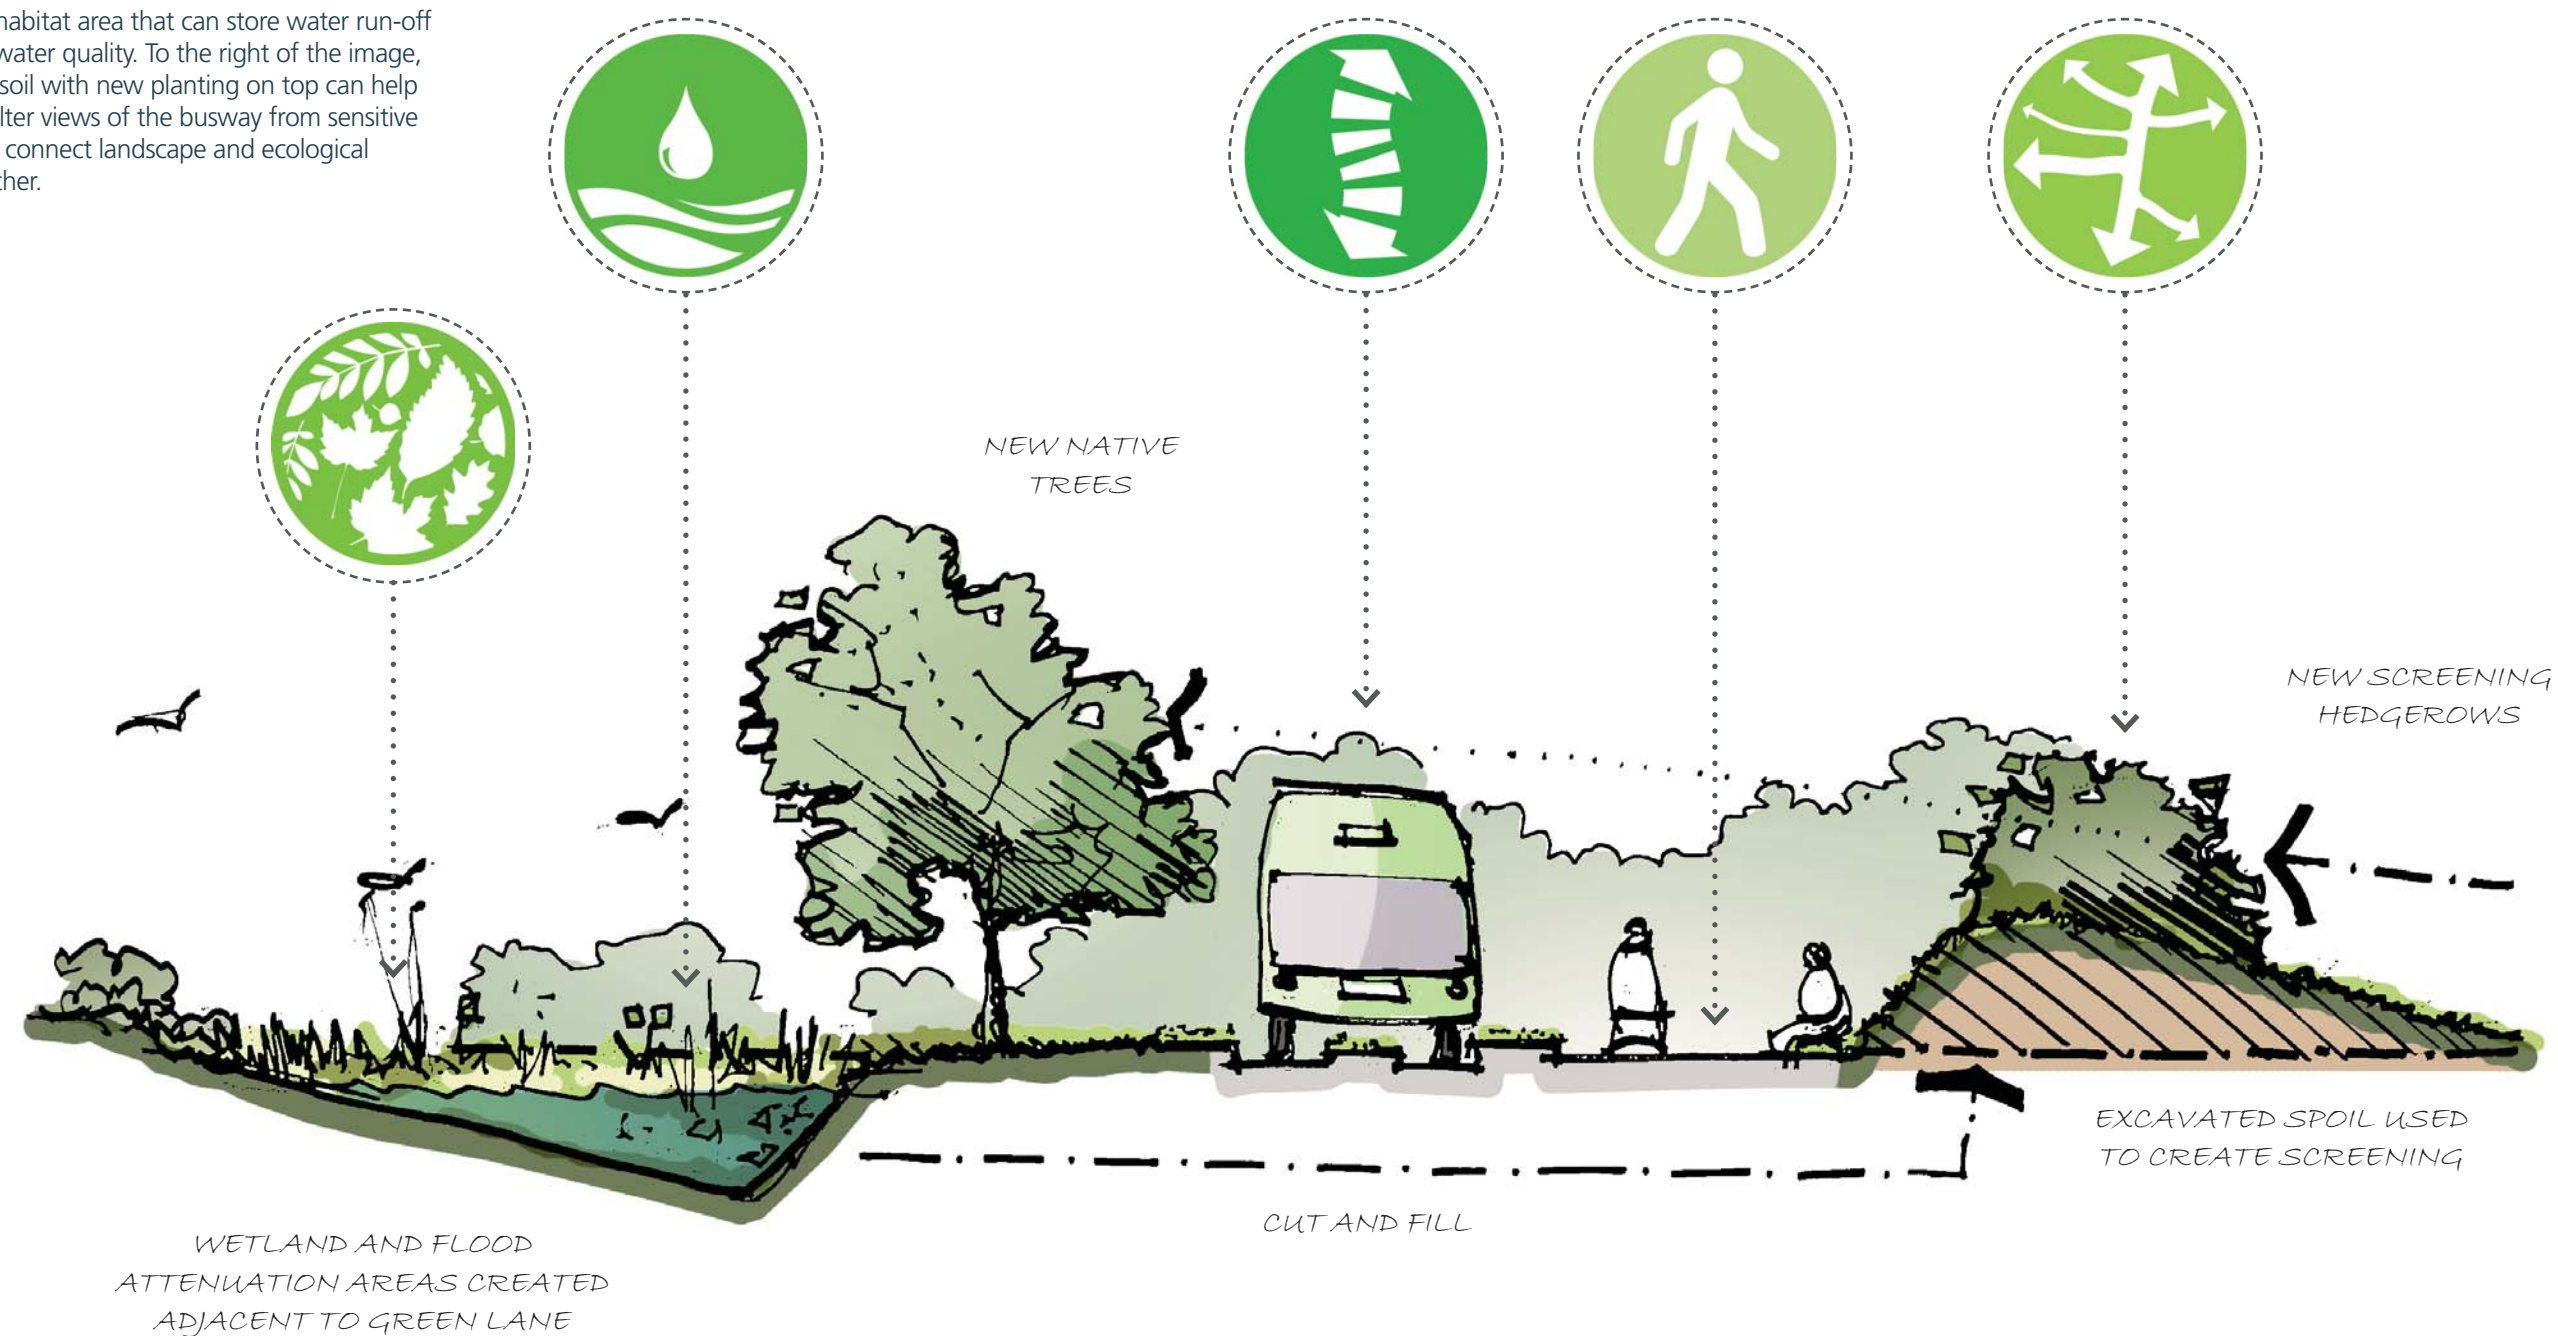 habitat area that can store water run-off
water quality. To the right of the image,
soil with new planting on top can help
lter views of the busway from sensitive
connect landscape and ecological
ther.
NEW NATIVE
TREES
NEW SCREENING
HEDGEROWS
EXCAVATED SPOIL USED
TO CREATE SCREENING
CUT AND FILL
WETLAND AND FLOOD
ATTENUATION AREAS CREATED
ADJACENT TO GREEN LANE